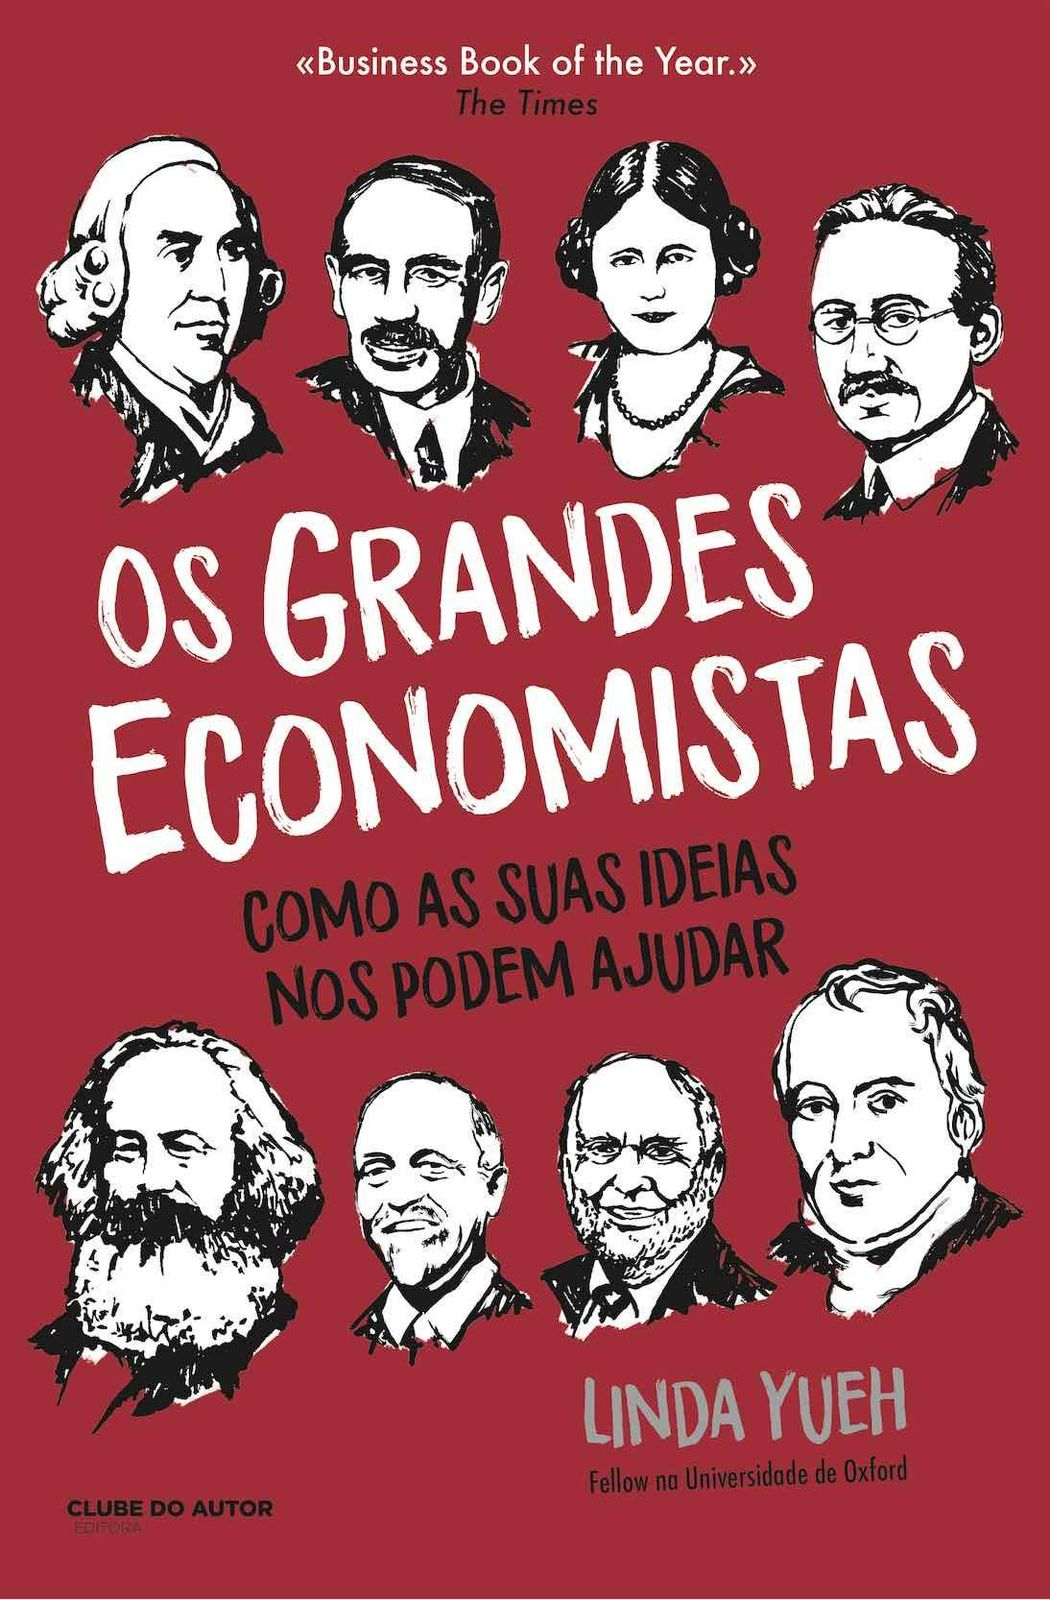 «Business Book of the Year.»
The Times
OS GRANDES
ECONOMISTAS
COMO AS SUAS IDEIAS
NOS PODEM AJUDAR
LINDA YUEH
Fellow na Universidade de Oxford
CLUBE DO AUTOR
EDITORA